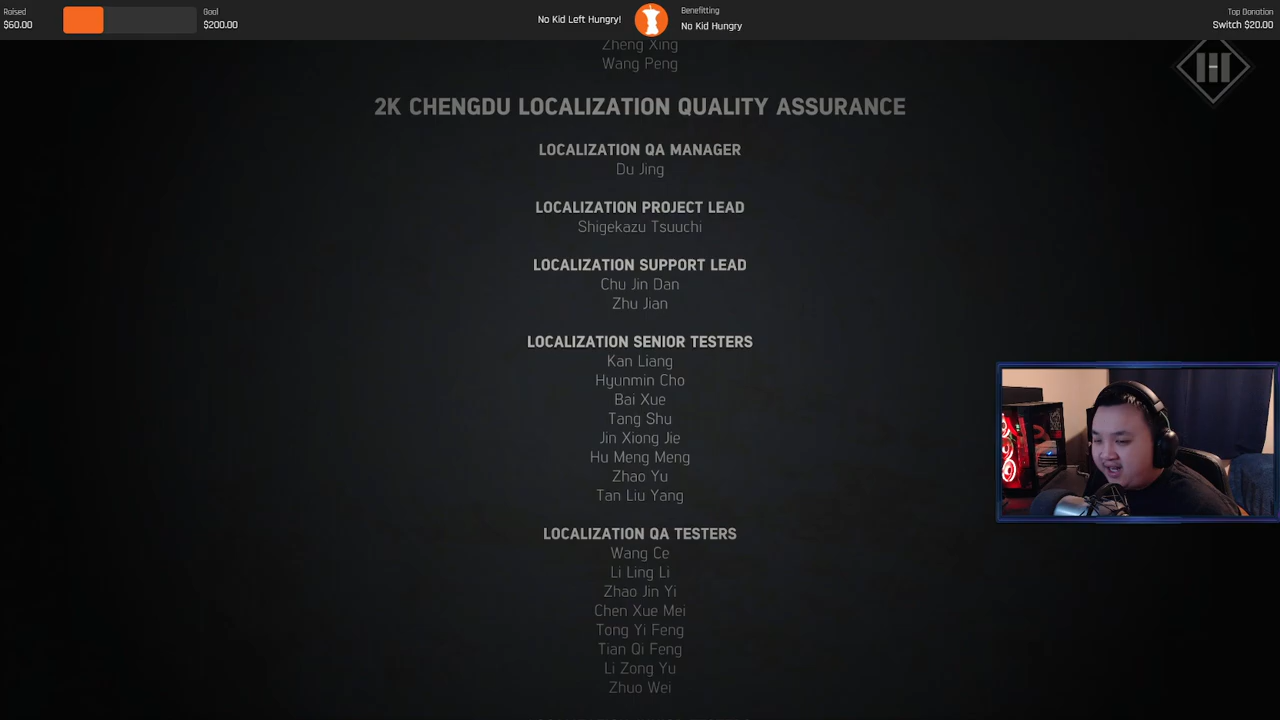 Raised
$60.00
Goal
$200.00
No Kid Left Hungry!
Benefitting
No Kid Hungry
Top Donation
Switch $20.00
Zheng Xing
Wang Peng
2K CHENGDU LOCALIZATION QUALITY ASSURANCE
LOCALIZATION QA MANAGER
Du Jing
LOCALIZATION PROJECT LEAD
Shigekazu Tsuuchi
LOCALIZATION SUPPORT LEAD
Chu Jin Dan
Zhu Jian
LOCALIZATION SENIOR TESTERS
Kan Liang
Hyunmin Cho
Bai Xue
Tang Shu
Jin Xiong Jie
Hu Meng Meng
Zhao Yu
Tan Liu Yang
LOCALIZATION QA TESTERS
Wang Ce
Li Ling Li
Zhao Jin Yi
Chen Xue Mei
Tong Yi Feng
Tian Qi Feng
Li Zong Yu
Zhuo Wei